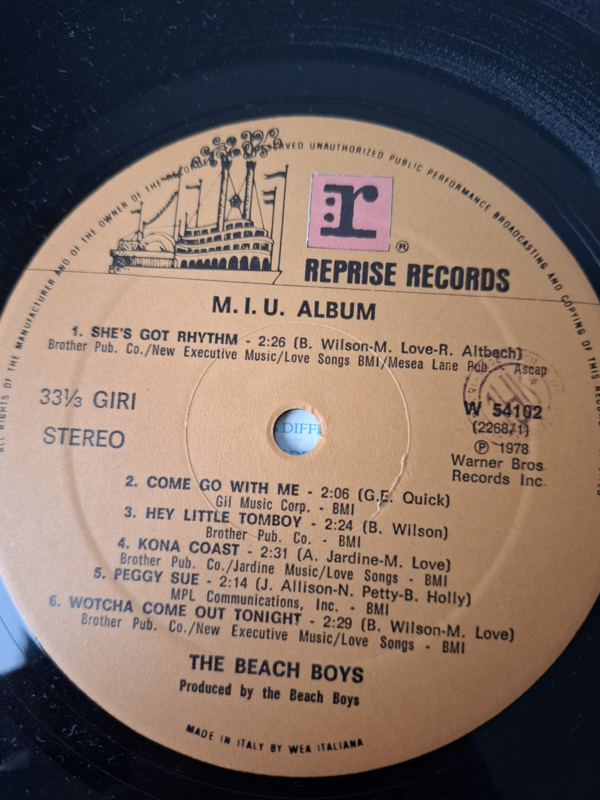 ALL RIGHTS OF THE MANUFACTURER AND OF THE OWNER OF THE RECORDED UNAUTHORIZED PUBLIC PERFORMANCE BROADCASTING AND COPYING OF
:r®
REPRISE RECORDS
M.I.U. ALBUM
1. SHE'S GOT RHYTHM - 2:26 (B. Wilson-M. Love-R. Altbach)
Brother Pub. Co./New Executive Music/Love Songs BMI/Mesea Lane Pub - Ascap
33⅓ GIRI
STEREO
W 54102
(2268/1)
Ⓟ 1978
Warner Bros
Records Inc.
DIFF
2. COME GO WITH ME - 2:06 (G.E. Quick)
Gil Music Corp. - BMI
3. HEY LITTLE TOMBOY - 2:24 (B. Wilson)
Brother Pub. Co. - BMI
4. KONA COAST - 2:31 (A. Jardine-M. Love)
Brother Pub. Co./Jardine Music/Love Songs - BMI
5. PEGGY SUE - 2:14 (J. Allison-N. Petty-B. Holly)
MPL Communications, Inc. - BMI
6. WOTCHA COME OUT TONIGHT - 2:29 (B. Wilson-M. Love)
Brother Pub. Co./New Executive Music/Love Songs - BMI
THE BEACH BOYS
Produced by the Beach Boys
MADE IN ITALY BY WEA ITALIANA